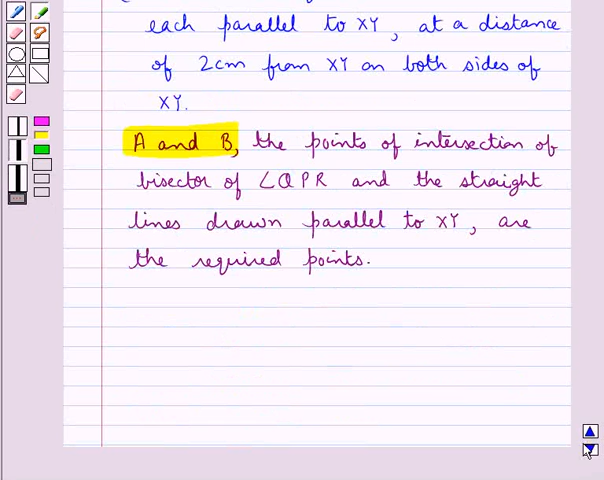 each parallel to XY, at a distance
of 2cm from XY on both sides of
XY.
A and B, the points of intersection of
bisector of ∠QPR and the straight
lines drawn parallel to XY, are
the required points.